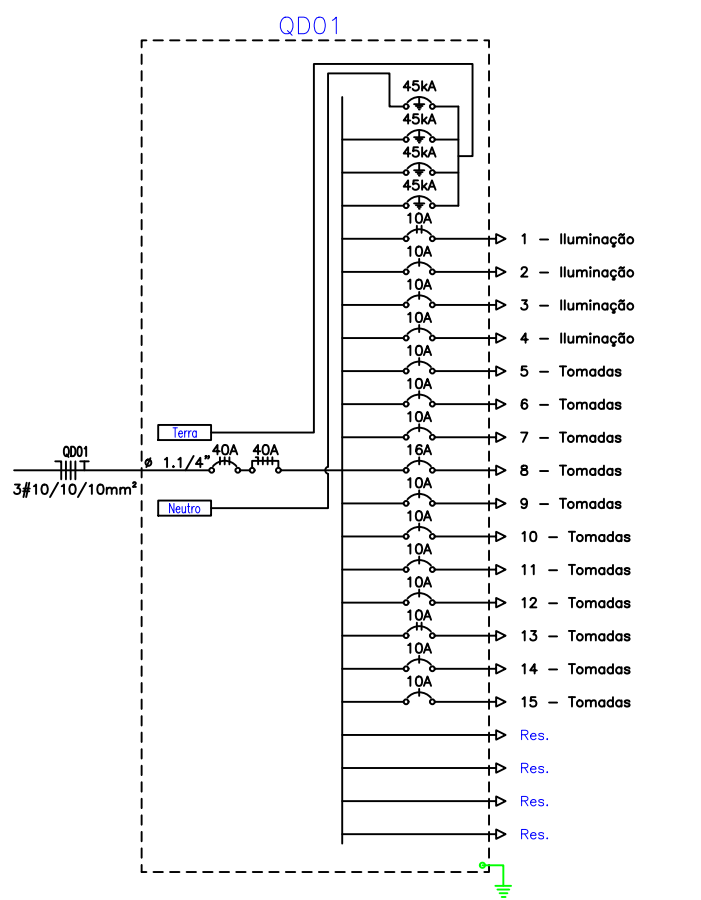 QD01
45kA
45kA
45kA
45kA
10A
1 - Iluminação
10A
2 - Iluminação
10A
3 - Iluminação
10A
4 - Iluminação
10A
5 - Tomadas
10A
6 - Tomadas
10A
7 - Tomadas
Terra
QD01
ø 1.1/4"
40A
40A
16A
8 - Tomadas
3#10/10/10mm²
10A
9 - Tomadas
Neutro
10A
10 - Tomadas
10A
11 - Tomadas
10A
12 - Tomadas
10A
13 - Tomadas
10A
14 - Tomadas
10A
15 - Tomadas
Res.
Res.
Res.
Res.